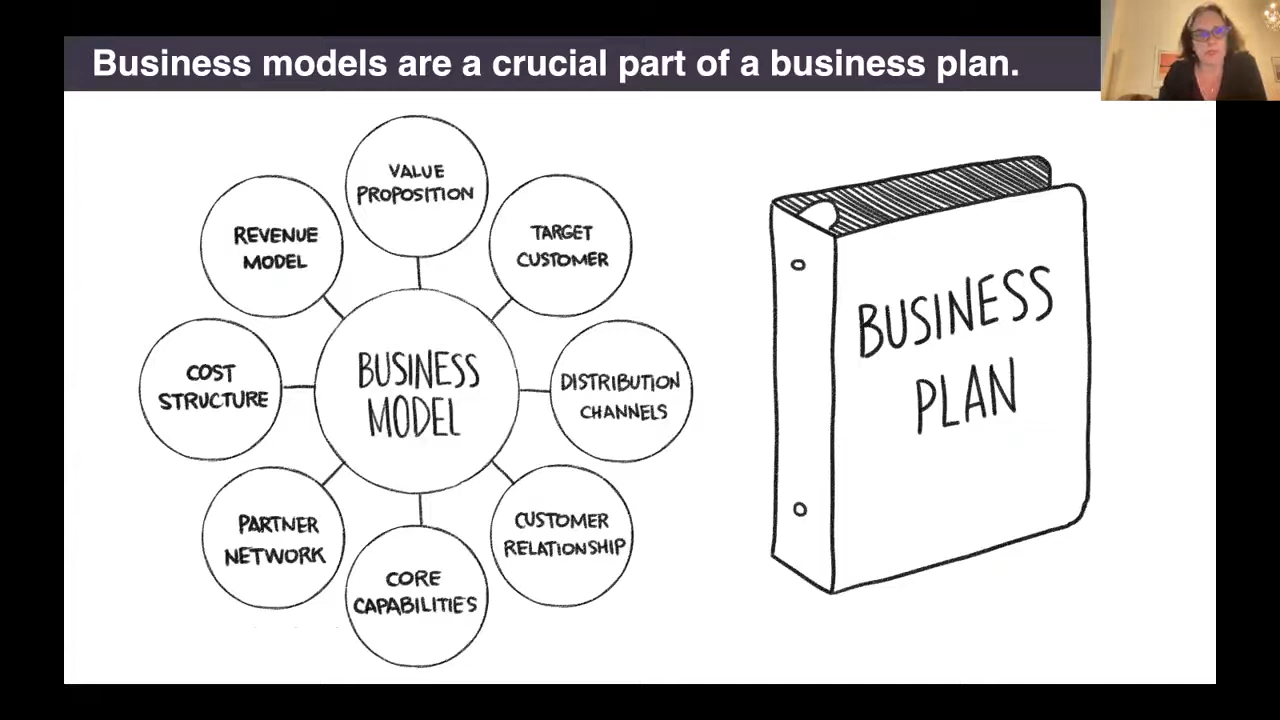 Business models are a crucial part of a business plan.
VALUE
PROPOSITION
TARGET
CUSTOMER
DISTRIBUTION
CHANNELS
CUSTOMER
RELATIONSHIP
CORE
CAPABILITIES
PARTNER
NETWORK
COST
STRUCTURE
REVENUE
MODEL
BUSINESS
MODEL
BUSINESS
PLAN